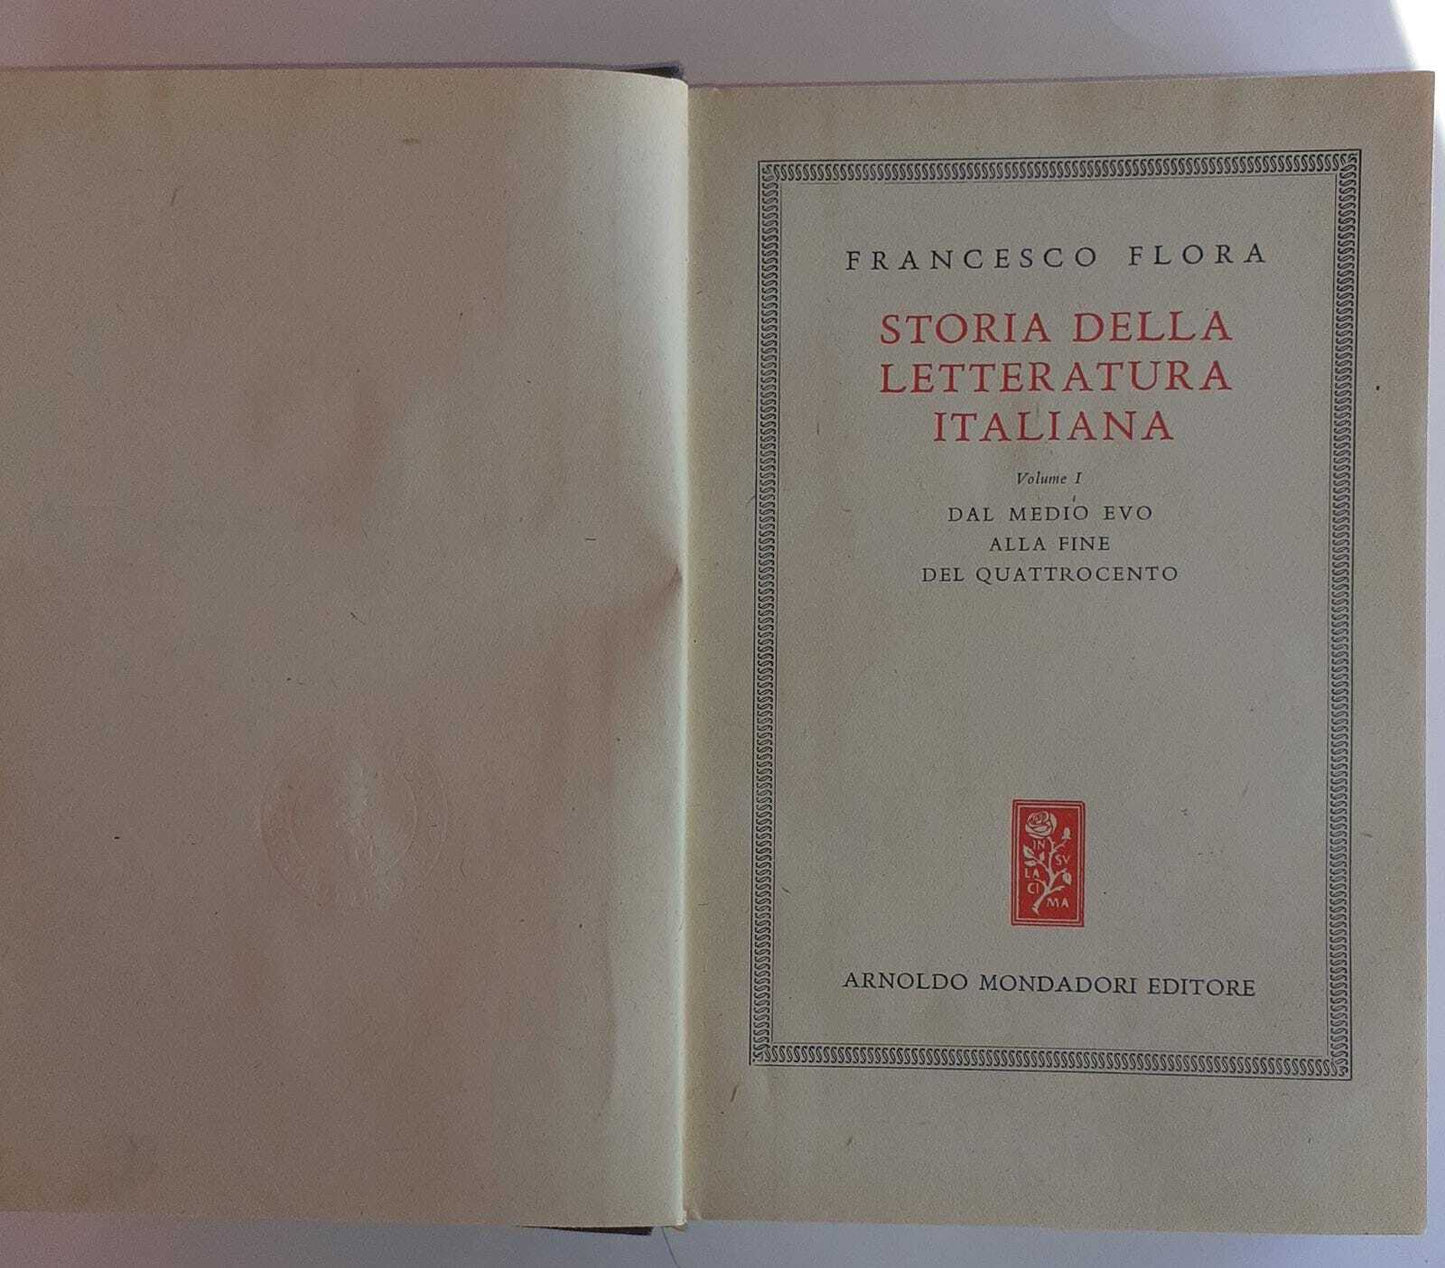 FRANCESCO FLORA
STORIA DELLA
LETTERATURA
ITALIANA
Volume I
DAL MEDIO EVO
ALLA FINE
DEL QUATTROCENTO
IN SV
LA
CI
MA
ARNOLDO MONDADORI EDITORE